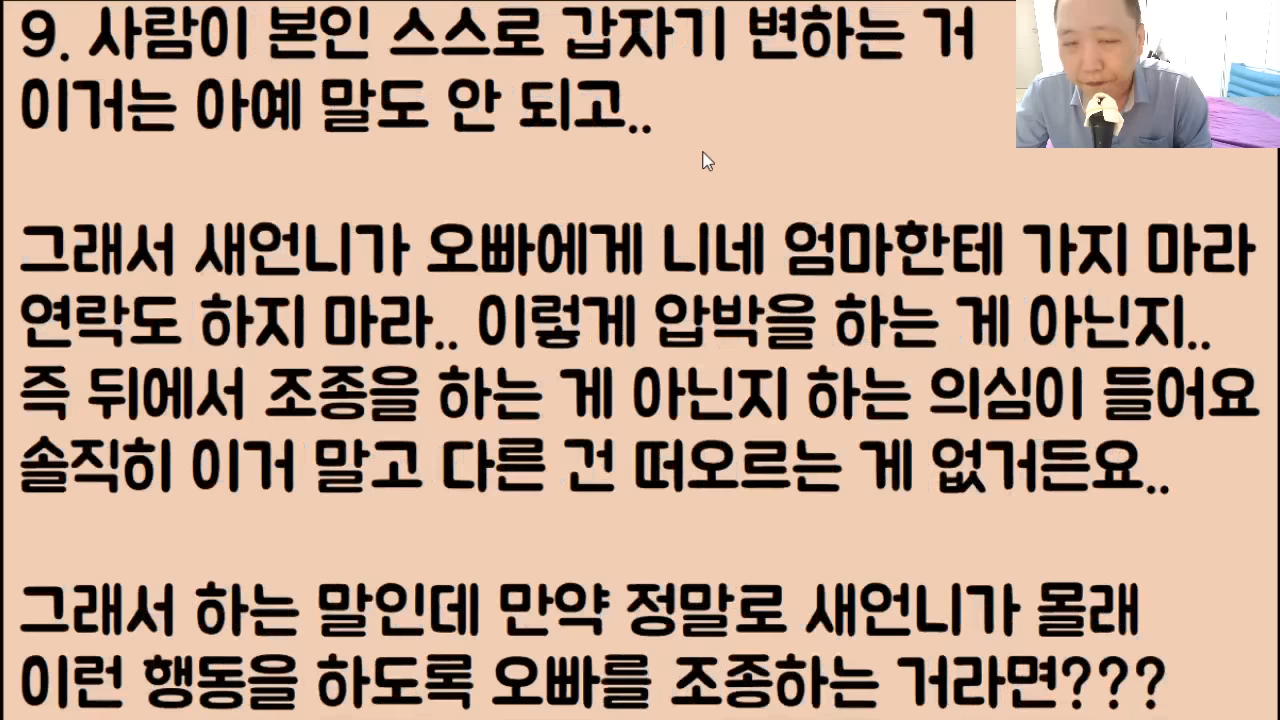 9. 사람이 본인 스스로 갑자기 변하는 거
이거는 아예 말도 안 되고..
그래서 새언니가 오빠에게 니네 엄마한테 가지 마라
연락도 하지 마라.. 이렇게 압박을 하는 게 아닌지..
즉 뒤에서 조종을 하는 게 아닌지 하는 의심이 들어요
솔직히 이거 말고 다른 건 떠오르는 게 없거든요..
그래서 하는 말인데 만약 정말로 새언니가 몰래
이런 행동을 하도록 오빠를 조종하는 거라면???